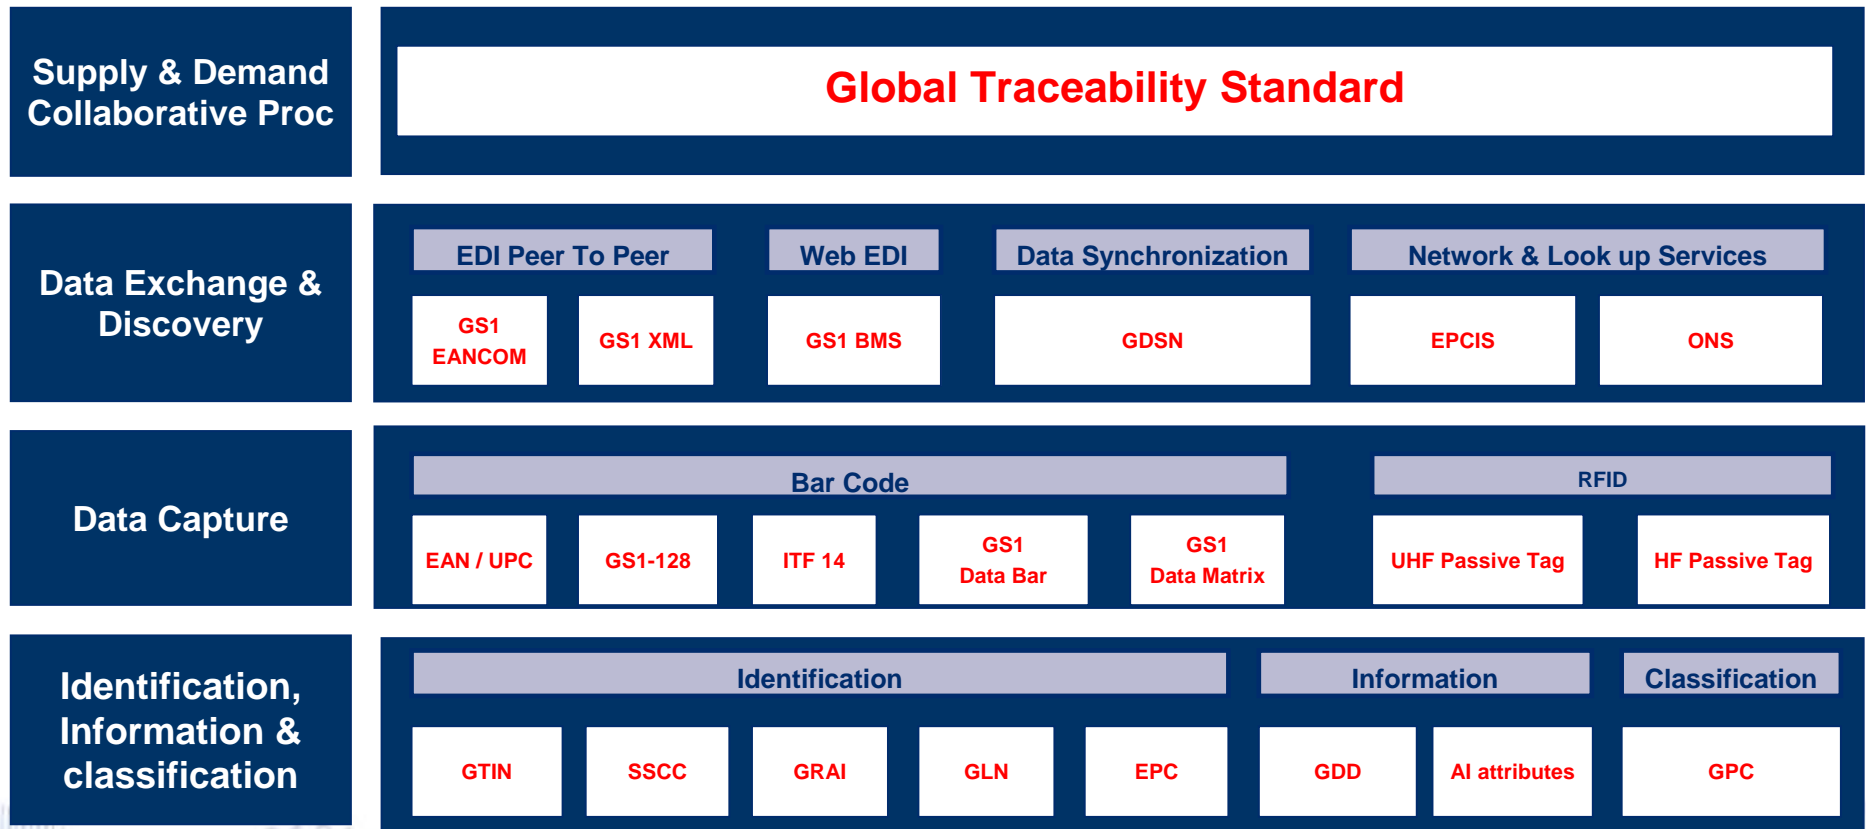 Supply & Demand
Collaborative Proc
Global Traceability Standard
Data Exchange &
Discovery
EDI Peer To Peer
Web EDI
Data Synchronization
Network & Look up Services
GS1
EANCOM
GS1 XML
GS1 BMS
GDSN
EPCIS
ONS
Data Capture
Bar Code
RFID
EAN / UPC
GS1-128
ITF 14
GS1
Data Bar
GS1
Data Matrix
UHF Passive Tag
HF Passive Tag
Identification,
Information &
classification
Identification
Information
Classification
GTIN
SSCC
GRAI
GLN
EPC
GDD
AI attributes
GPC